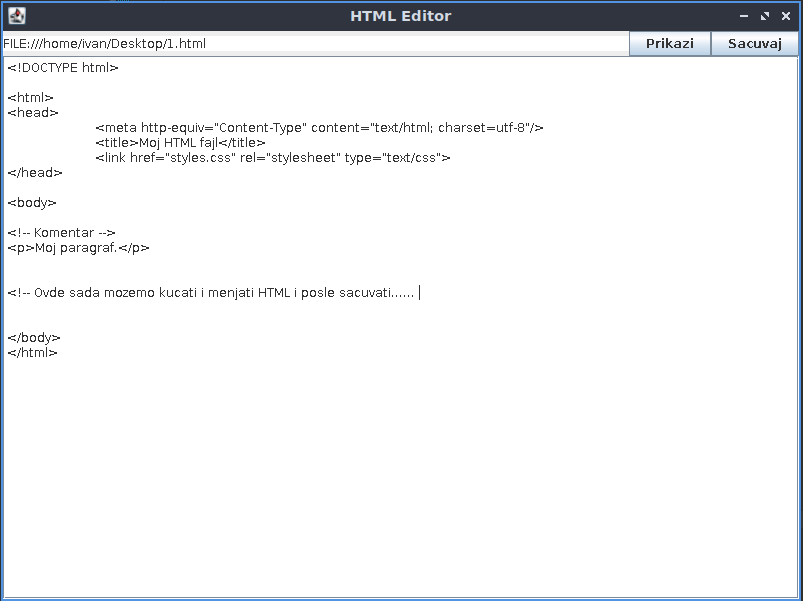 HTML Editor
FILE:///home/ivan/Desktop/1.html
Prikazi
Sacuvaj
<!DOCTYPE html>
<html>
<head>
<meta http-equiv="Content-Type" content="text/html; charset=utf-8"/>
<title>Moj HTML fajl</title>
<link href="styles.css" rel="stylesheet" type="text/css">
</head>
<body>
<!-- Komentar -->
<p>Moj paragraf.</p>
<!-- Ovde sada mozemo kucati i menjati HTML i posle sacuvati......
</body>
</html>